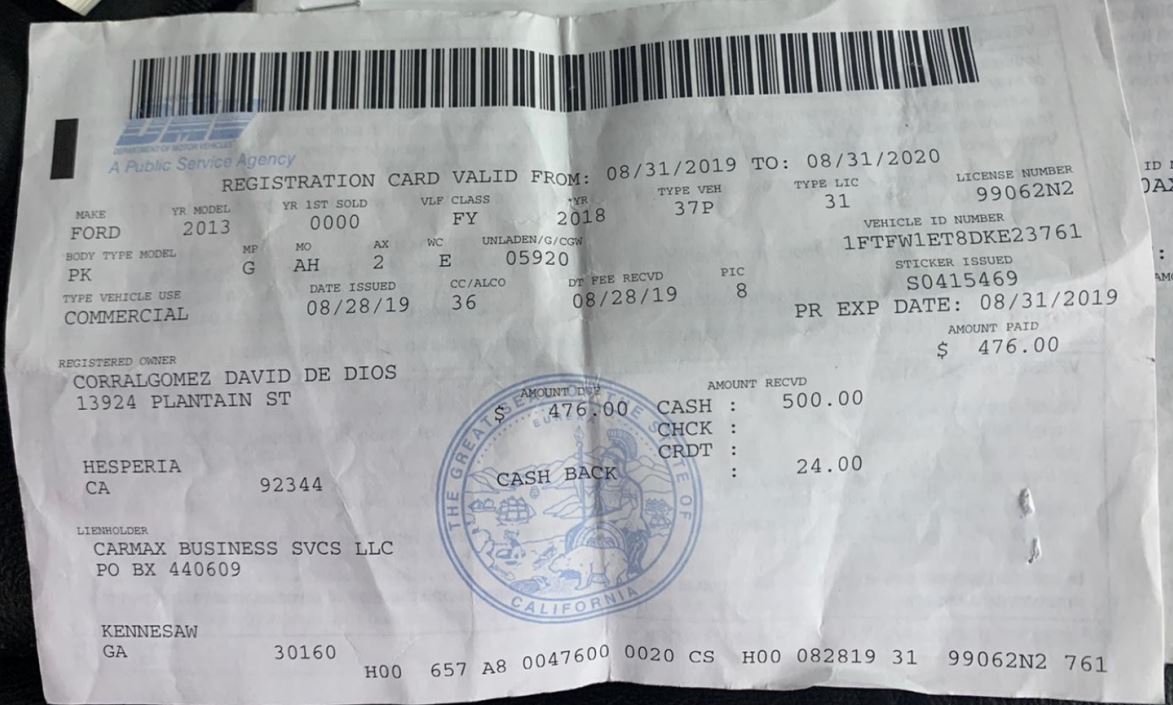 DMV
DEPARTMENT OF MOTOR VEHICLES
A Public Service Agency
REGISTRATION CARD VALID FROM: 08/31/2019 TO: 08/31/2020
MAKE YR MODEL YR 1ST SOLD VLF CLASS *YR TYPE VEH TYPE LIC LICENSE NUMBER
FORD 2013 0000 FY 2018 37P 31 99062N2
BODY TYPE MODEL MP MO AX WC UNLADEN/G/CGW VEHICLE ID NUMBER
PK G AH 2 E 05920 1FTFW1ET8DKE23761
TYPE VEHICLE USE DATE ISSUED CC/ALCO DT FEE RECVD PIC STICKER ISSUED
COMMERCIAL 08/28/19 36 08/28/19 8 S0415469
PR EXP DATE: 08/31/2019
AMOUNT PAID
$ 476.00
REGISTERED OWNER
CORRALGOMEZ DAVID DE DIOS
13924 PLANTAIN ST
AMOUNT DUE AMOUNT RECVD
$ 476.00 CASH : 500.00
CHCK :
CRDT :
HESPERIA
CA 92344
CASH BACK : 24.00
LIENHOLDER
CARMAX BUSINESS SVCS LLC
PO BX 440609
KENNESAW
GA 30160
THE GREAT SEAL OF THE STATE OF CALIFORNIA
EUREKA
H00 657 A8 0047600 0020 CS H00 082819 31 99062N2 761